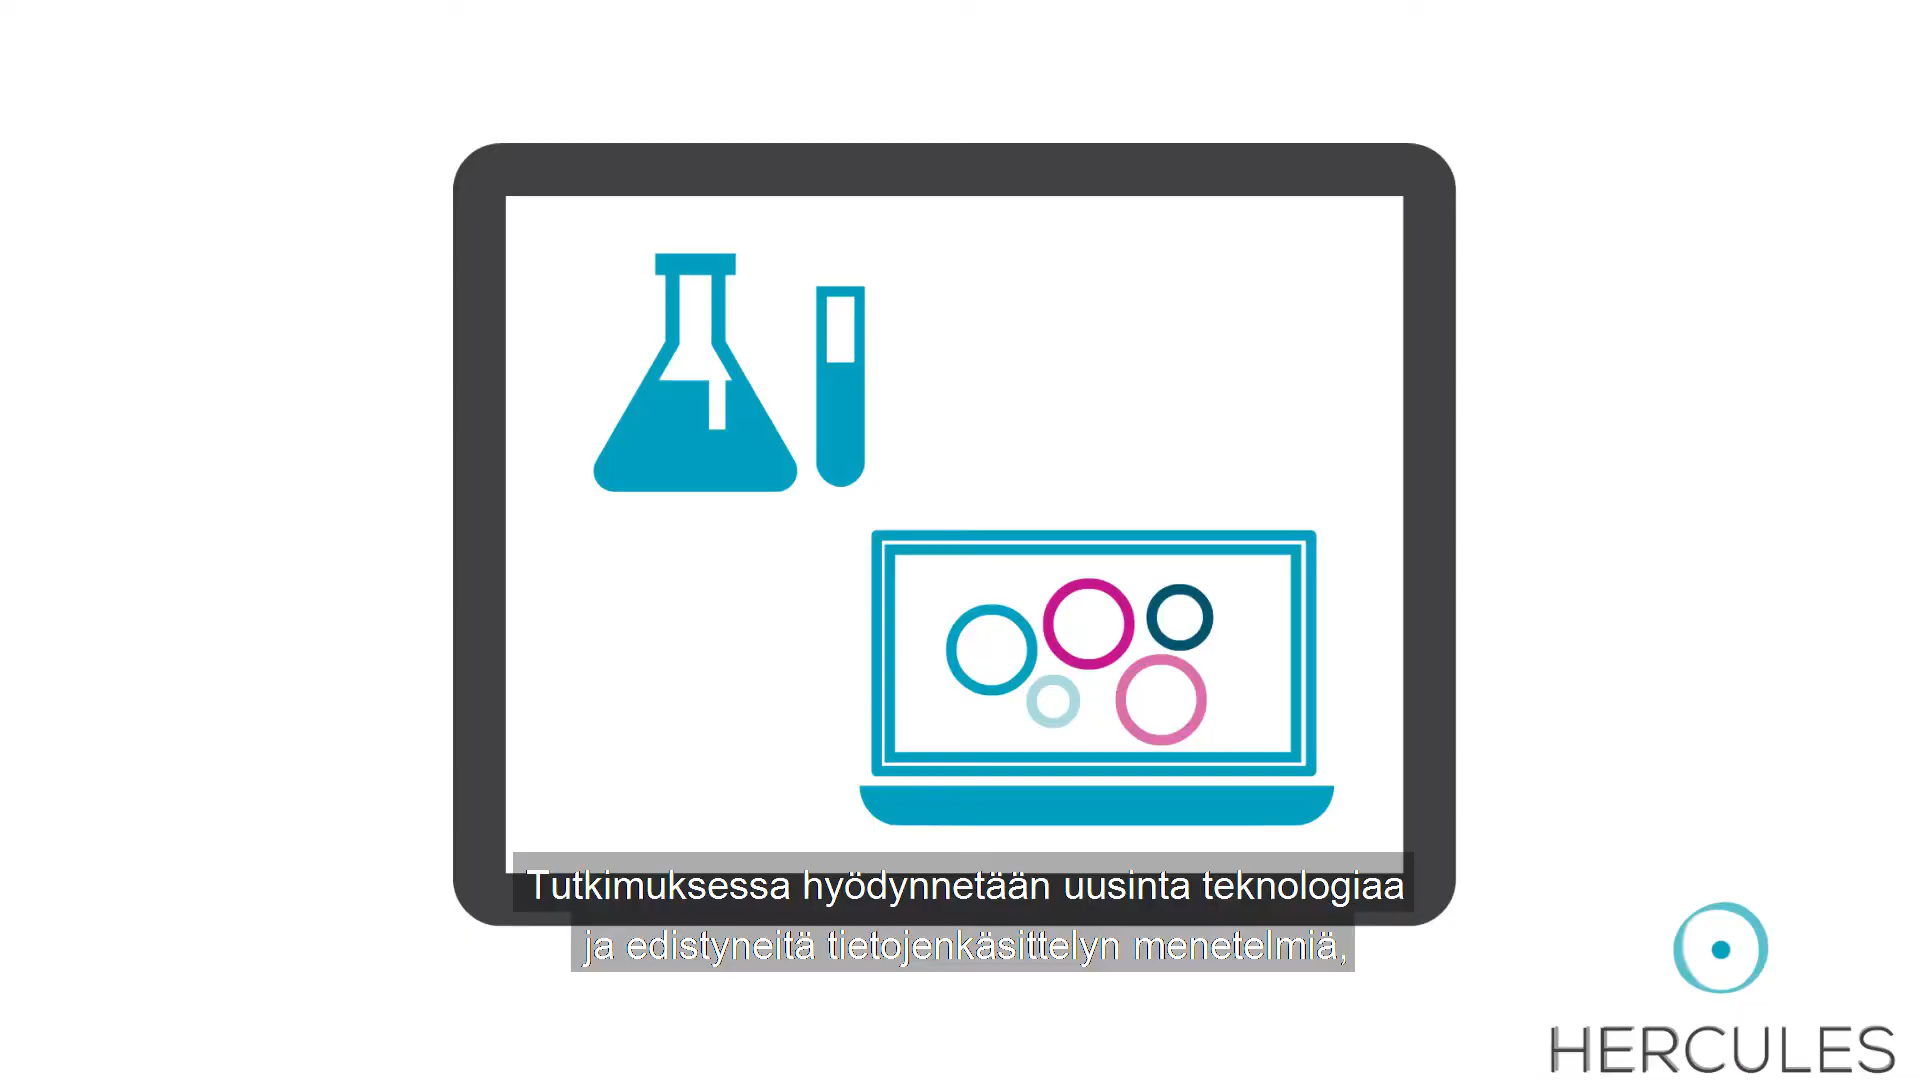 Tutkimuksessa hyödynnetään uusinta teknologiaa
ja edistyneitä tietojenkäsittelyn menetelmiä,
HERCULES